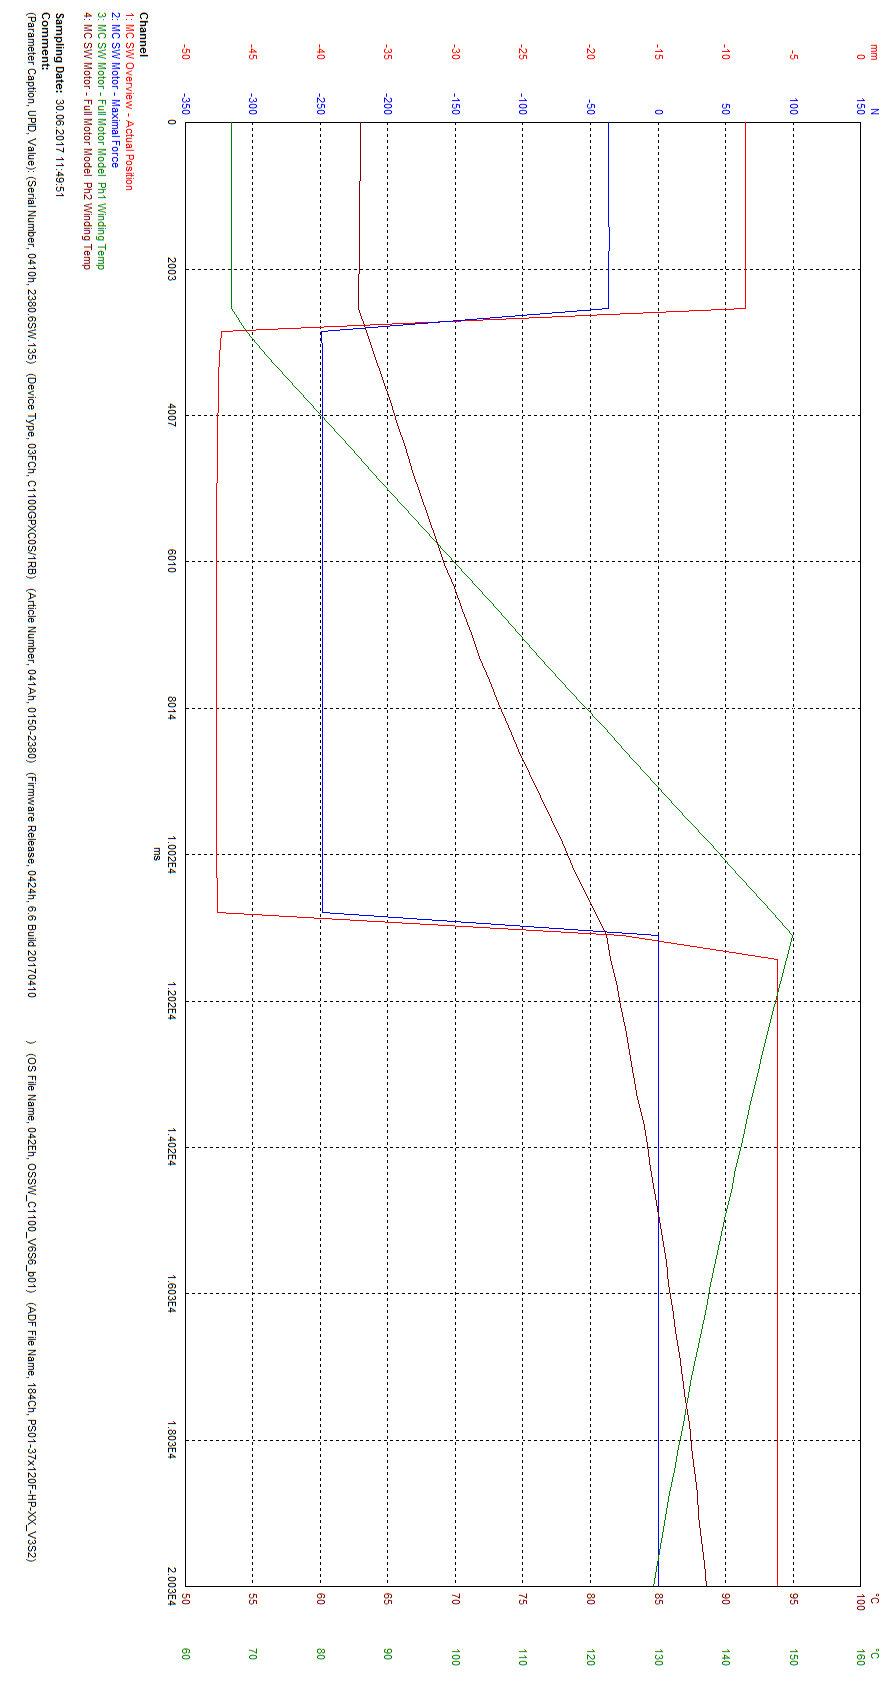 mm
0
-5
-10
-15
-20
-25
-30
-35
-40
-45
-50
N
150
100
50
0
-50
-100
-150
-200
-250
-300
-350
0
2003
4007
6010
8014
1.002E4
1.202E4
1.402E4
1.603E4
1.803E4
2.003E4
ms
°C
100
95
90
85
80
75
70
65
60
55
50
°C
160
150
140
130
120
110
100
90
80
70
60
Channel
1: MC SW Overview - Actual Position
2: MC SW Motor - Maximal Force
3: MC SW Motor - Full Motor Model Ph1 Winding Temp
4: MC SW Motor - Full Motor Model Ph2 Winding Temp
Sampling Date: 30.06.2017 11:49:51
Comment:
(Parameter Caption, UPID, Value): (Serial Number, 0410h, 2380.6SW.135) (Device Type, 03FCh, C1100GPXC0S/1RB) (Article Number, 041Ah, 0150-2380) (Firmware Release, 0424h, 6.6 Build 20170410 ) (OS File Name, 042Eh, OSSW_C1100_V6S6_b01) (ADF File Name, 184Ch, PS01-37x120F-HP-XX_V3S2)